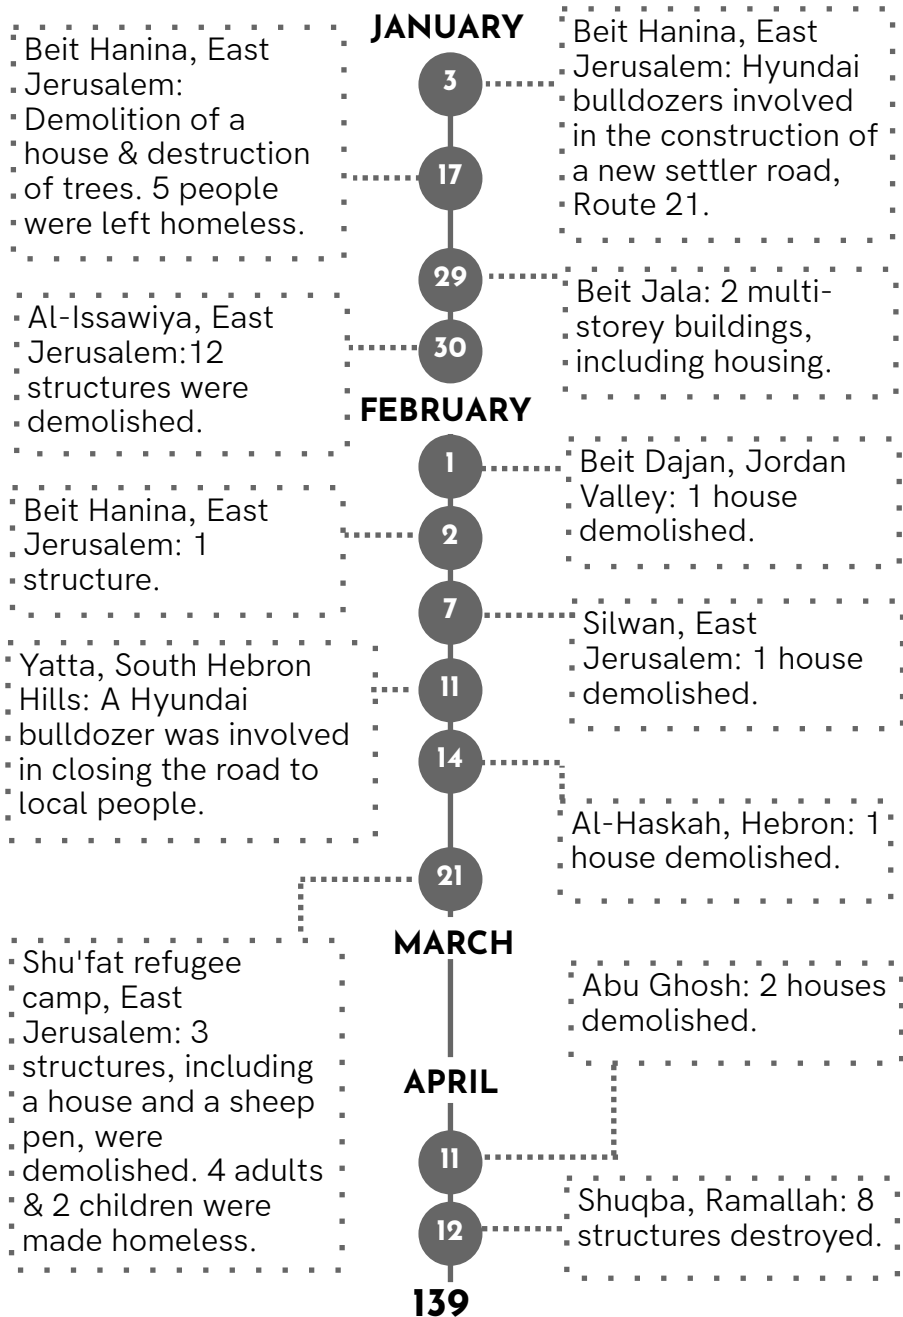 JANUARY
3
Beit Hanina, East
Jerusalem: Hyundai
bulldozers involved
in the construction of
a new settler road,
Route 21.
17
Beit Hanina, East
Jerusalem:
Demolition of a
house & destruction
of trees. 5 people
were left homeless.
29
Beit Jala: 2 multi-
storey buildings,
including housing.
30
Al-Issawiya, East
Jerusalem:12
structures were
demolished.
FEBRUARY
1
Beit Dajan, Jordan
Valley: 1 house
demolished.
2
Beit Hanina, East
Jerusalem: 1
structure.
7
Silwan, East
Jerusalem: 1 house
demolished.
11
Yatta, South Hebron
Hills: A Hyundai
bulldozer was involved
in closing the road to
local people.
14
Al-Haskah, Hebron: 1
house demolished.
21
Shu'fat refugee
camp, East
Jerusalem: 3
structures, including
a house and a sheep
pen, were
demolished. 4 adults
& 2 children were
made homeless.
MARCH
APRIL
11
Abu Ghosh: 2 houses
demolished.
12
Shuqba, Ramallah: 8
structures destroyed.
139